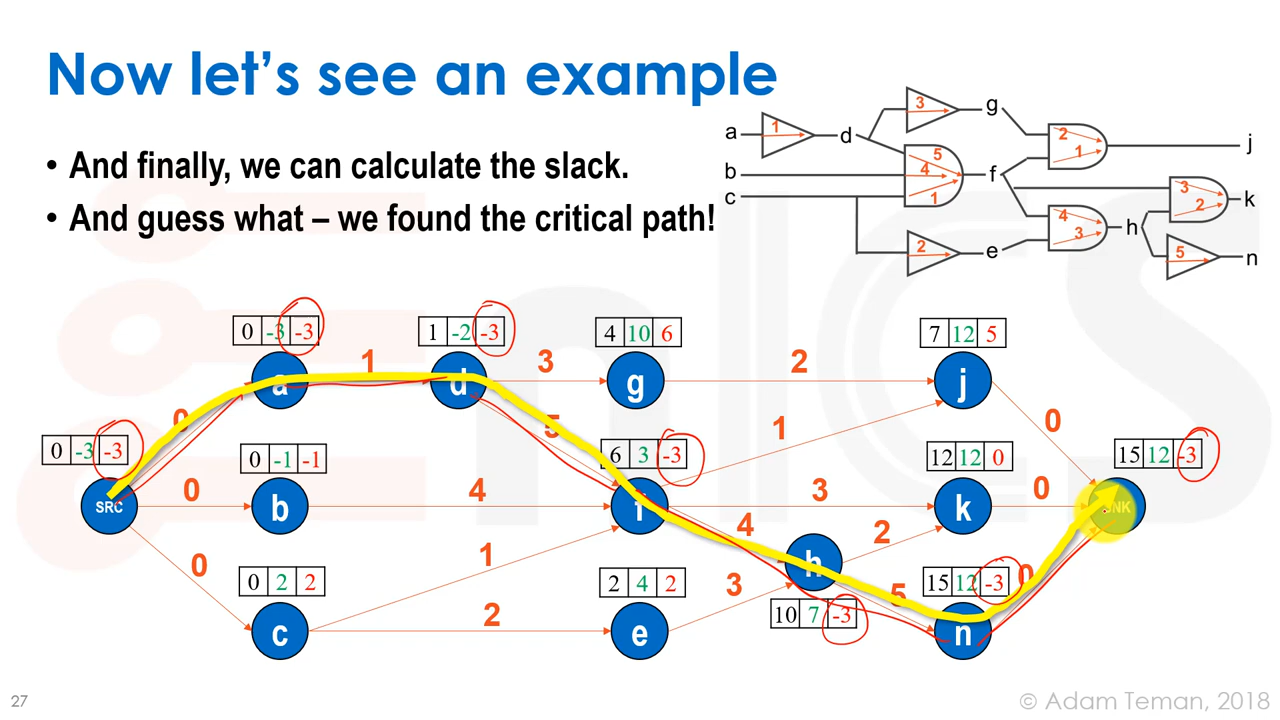 Now let's see an example
• And finally, we can calculate the slack.
• And guess what – we found the critical path!
a 1 d 3 g 2 1 j
b 5 4 1 f 3 2 k
c 2 e 4 3 h 5 n
0 -3 -3
1 -2 -3
4 10 6
7 12 5
a 1 d 3 g 2 j
0 5 1 0
0 -3 -3
0 -1 -1
6 3 -3
12 12 0
15 12 -3
SRC 0 b 4 f 3 k 0 SNK
4 2
0 1 h
0 2 2
2 4 2
3
10 7 -3
5
15 12 -3
0
c 2 e n
27
© Adam Teman, 2018